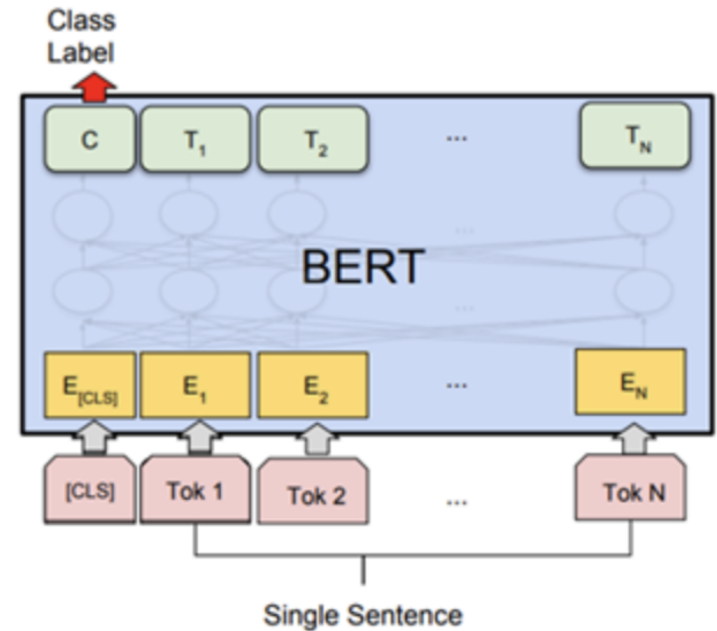 Class
Label
C T1 T2 ... TN
...
BERT
...
E[CLS] E1 E2 ... EN
[CLS] Tok 1 Tok 2 ... Tok N
Single Sentence